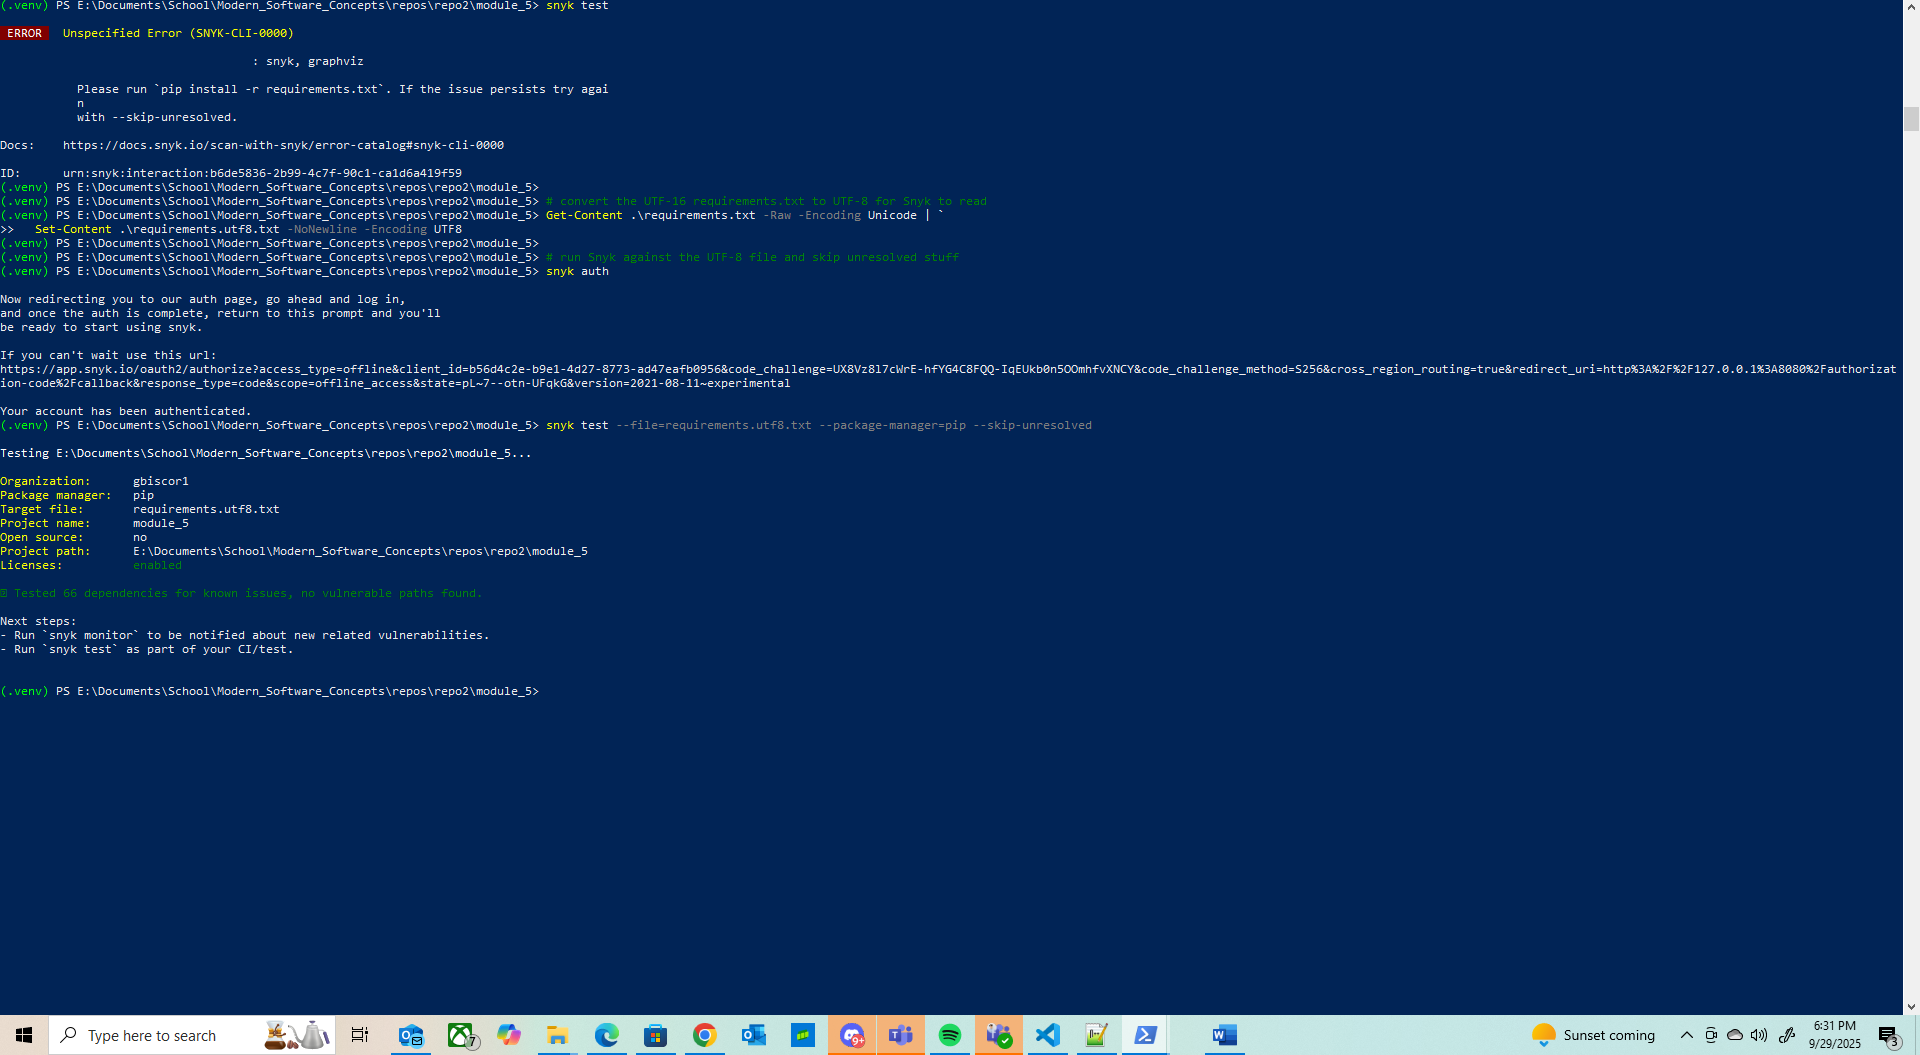 (.venv) PS E:\Documents\School\Modern_Software_Concepts\repos\repo2\module_5> snyk test
ERROR Unspecified Error (SNYK-CLI-0000)
: snyk, graphviz
Please run `pip install -r requirements.txt`. If the issue persists try agai
n
with --skip-unresolved.
Docs: https://docs.snyk.io/scan-with-snyk/error-catalog#snyk-cli-0000
ID: urn:snyk:interaction:b6de5836-2b99-4c7f-90c1-ca1d6a419f59
(.venv) PS E:\Documents\School\Modern_Software_Concepts\repos\repo2\module_5>
(.venv) PS E:\Documents\School\Modern_Software_Concepts\repos\repo2\module_5> # convert the UTF-16 requirements.txt to UTF-8 for Snyk to read
(.venv) PS E:\Documents\School\Modern_Software_Concepts\repos\repo2\module_5> Get-Content .\requirements.txt -Raw -Encoding Unicode | `
>> Set-Content .\requirements.utf8.txt -NoNewline -Encoding UTF8
(.venv) PS E:\Documents\School\Modern_Software_Concepts\repos\repo2\module_5>
(.venv) PS E:\Documents\School\Modern_Software_Concepts\repos\repo2\module_5> # run Snyk against the UTF-8 file and skip unresolved stuff
(.venv) PS E:\Documents\School\Modern_Software_Concepts\repos\repo2\module_5> snyk auth
Now redirecting you to our auth page, go ahead and log in,
and once the auth is complete, return to this prompt and you'll
be ready to start using snyk.
If you can't wait use this url:
https://app.snyk.io/oauth2/authorize?access_type=offline&client_id=b56d4c2e-b9e1-4d27-8773-ad47eafb0956&code_challenge=UX8Vz8l7cWrE-hfYG4C8FQQ-IqEUkb0n5OOmhfvXNCY&code_challenge_method=S256&cross_region_routing=true&redirect_uri=http%3A%2F%2F127.0.0.1%3A8080%2Fauthorizat
ion-code%2Fcallback&response_type=code&scope=offline_access&state=pL~7--otn-UFqkG&version=2021-08-11~experimental
Your account has been authenticated.
(.venv) PS E:\Documents\School\Modern_Software_Concepts\repos\repo2\module_5> snyk test --file=requirements.utf8.txt --package-manager=pip --skip-unresolved
Testing E:\Documents\School\Modern_Software_Concepts\repos\repo2\module_5...
Organization: gbiscor1
Package manager: pip
Target file: requirements.utf8.txt
Project name: module_5
Open source: no
Project path: E:\Documents\School\Modern_Software_Concepts\repos\repo2\module_5
Licenses: enabled
Tested 66 dependencies for known issues, no vulnerable paths found.
Next steps:
- Run `snyk monitor` to be notified about new related vulnerabilities.
- Run `snyk test` as part of your CI/test.
(.venv) PS E:\Documents\School\Modern_Software_Concepts\repos\repo2\module_5>
Type here to search
7
9+
Sunset coming
6:31 PM
9/29/2025
3